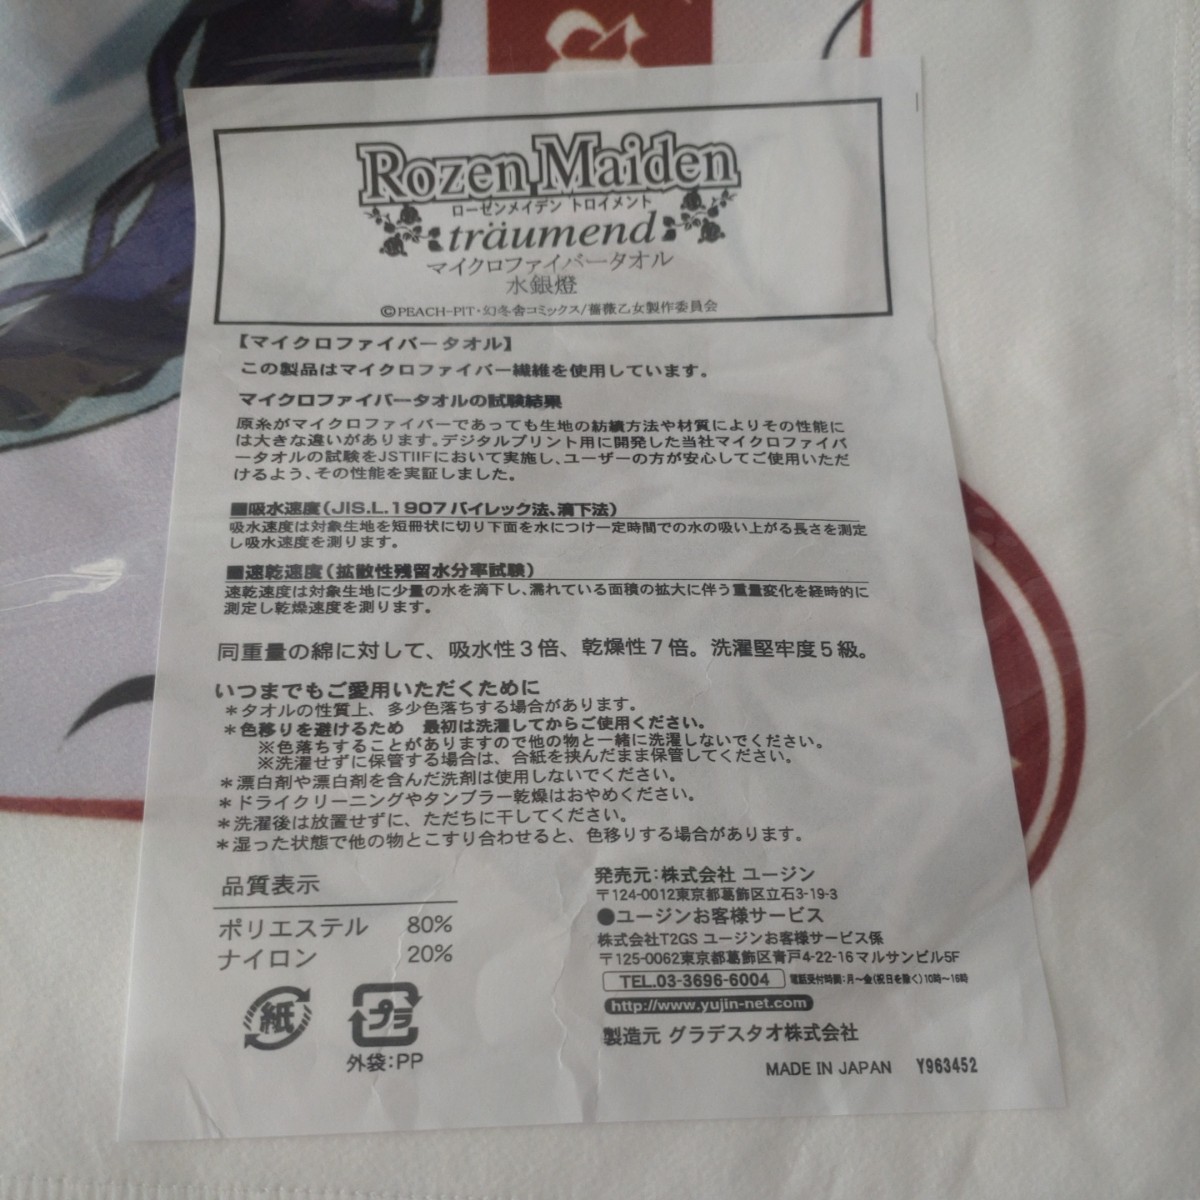 Rozen Maiden
ローゼンメイデン トロイメント
träumend
マイクロファイバータオル
水銀燈
©PEACH-PIT・幻冬舎コミックス/薔薇乙女製作委員会
【マイクロファイバータオル】
この製品はマイクロファイバー繊維を使用しています。
マイクロファイバータオルの試験結果
原糸がマイクロファイバーであっても生地の紡績方法や材質によりその性能に
は大きな違いがあります。デジタルプリント用に開発した当社マイクロファイバ
ータオルの試験をJSTIIFにおいて実施し、ユーザーの方が安心してご使用いただ
けるよう、その性能を実証しました。
■吸水速度(JIS.L.1907バイレック法、滴下法)
吸水速度は対象生地を短冊状に切り下面を水につけ一定時間での水の吸い上がる長さを測定
し吸水速度を測ります。
■速乾速度(拡散性残留水分率試験)
速乾速度は対象生地に少量の水を滴下し、濡れている面積の拡大に伴う重量変化を経時的に
測定し乾燥速度を測ります。
同重量の綿に対して、吸水性3倍、乾燥性7倍。洗濯堅牢度5級。
いつまでもご愛用いただくために
＊タオルの性質上、多少色落ちする場合があります。
＊色移りを避けるため 最初は洗濯してからご使用ください。
※色落ちすることがありますので他の物と一緒に洗濯しないでください。
※洗濯せずに保管する場合は、合紙を挟んだまま保管してください。
＊漂白剤や漂白剤を含んだ洗剤は使用しないでください。
＊ドライクリーニングやタンブラー乾燥はおやめください。
＊洗濯後は放置せずに、ただちに干してください。
＊湿った状態で他の物とこすり合わせると、色移りする場合があります。
品質表示
ポリエステル 80%
ナイロン 20%
紙
プラ
外袋:PP
発売元:株式会社 ユージン
〒124-0012東京都葛飾区立石3-19-3
●ユージンお客様サービス
株式会社T2GS ユージンお客様サービス係
〒125-0062東京都葛飾区青戸4-22-16マルサンビル5F
TEL.03-3696-6004 電話受付時間:月～金(祝日を除く)10時～16時
http://www.yujin-net.com
製造元 グラデスタオ株式会社
MADE IN JAPAN Y963452